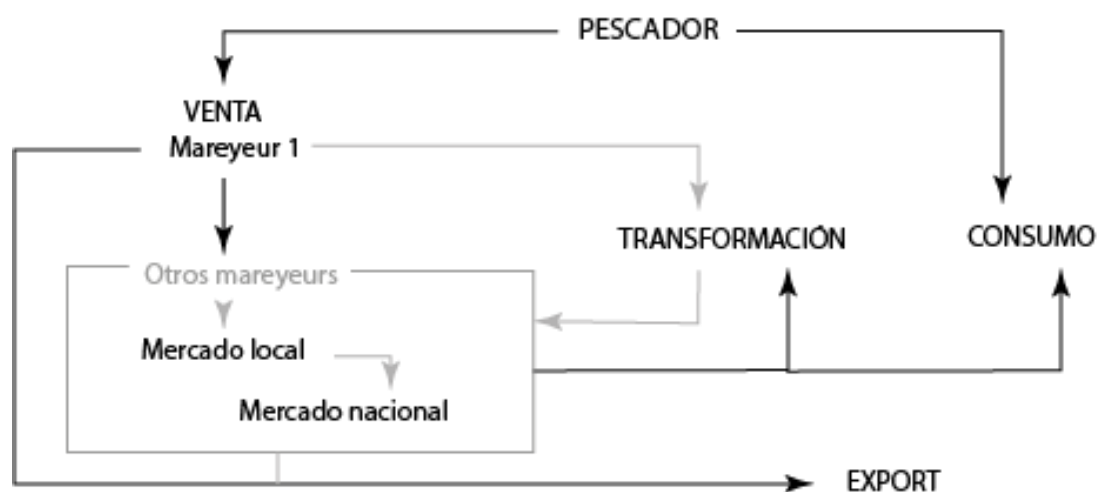 PESCADOR
VENTA
Mareyeur 1
TRANSFORMACIÓN
CONSUMO
Otros mareyeurs
Mercado local
Mercado nacional
EXPORT